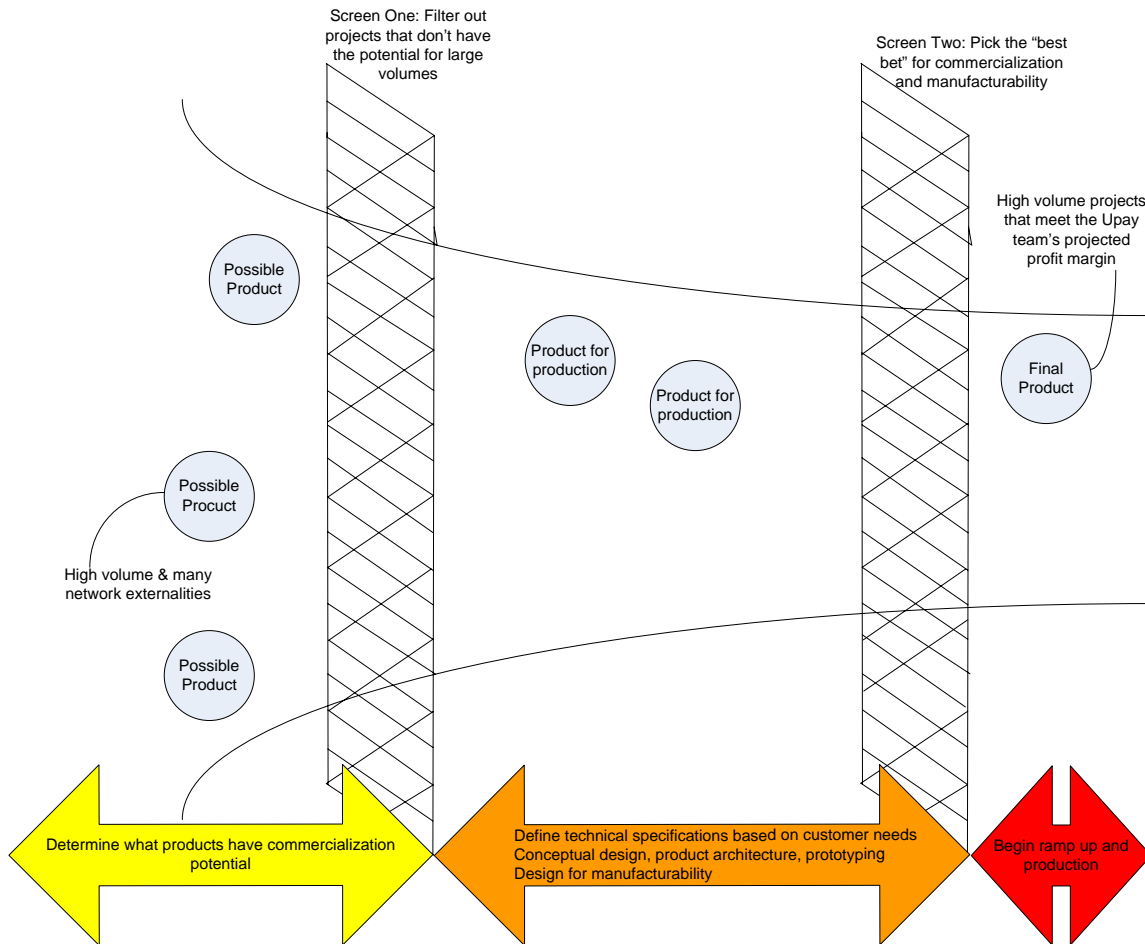 Screen One: Filter out
projects that don't have
the potential for large
volumes
Screen Two: Pick the “best
bet” for commercialization
and manufacturability
High volume projects
that meet the Upay
team's projected
profit margin
Possible
Product
Product for
production
Product for
production
Final
Product
Possible
Procuct
High volume & many
network externalities
Possible
Product
Determine what products have commercialization
potential
Define technical specifications based on customer needs
Conceptual design, product architecture, prototyping
Design for manufacturability
Begin ramp up and
production